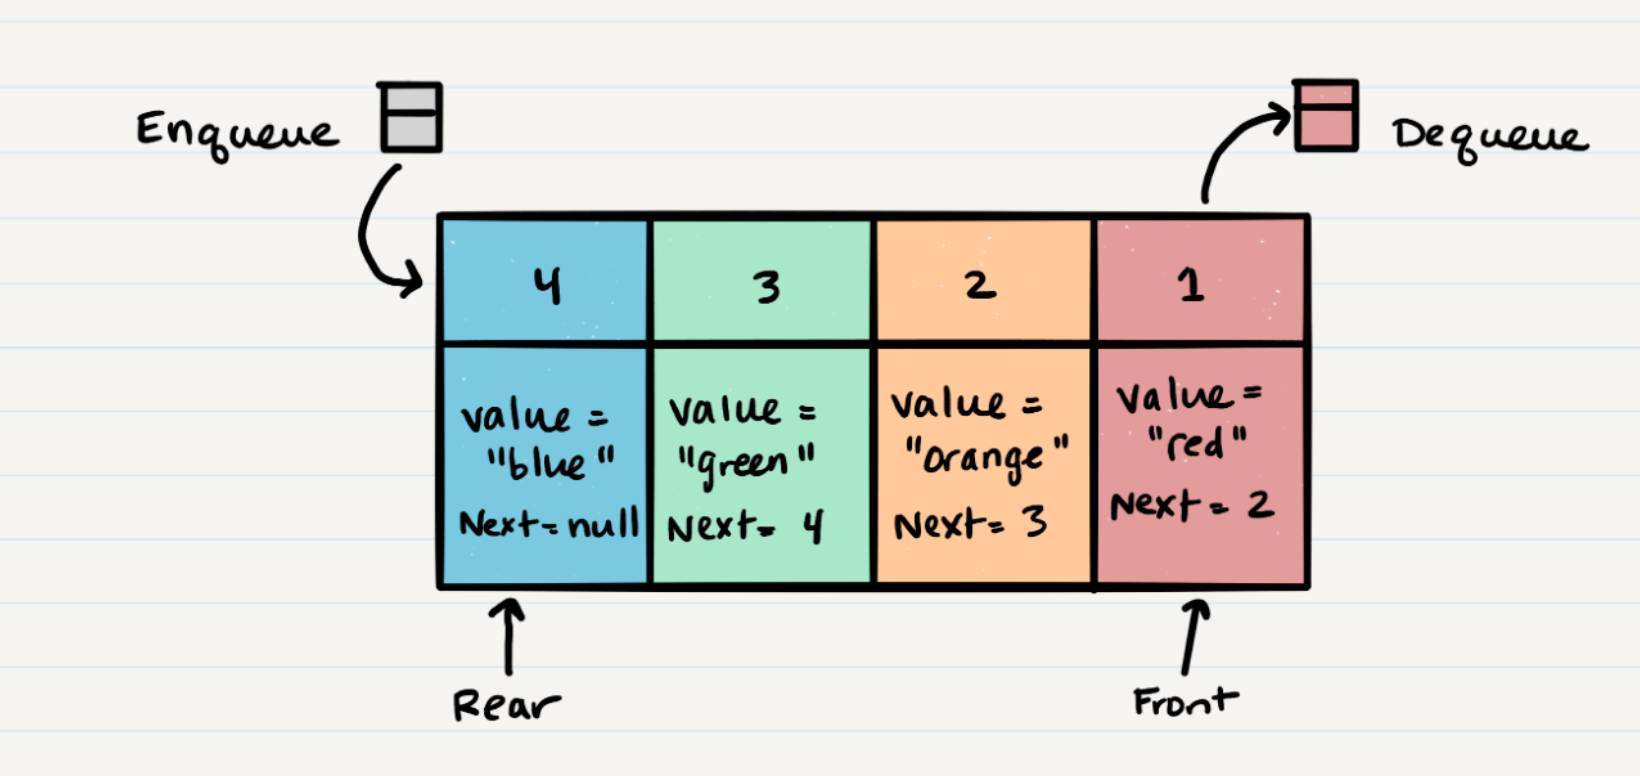 Enqueue
Dequeue
4
3
2
1
value =
"blue"
Next = null
value =
"green"
Next = 4
value =
"orange"
Next = 3
value =
"red"
Next = 2
Rear
Front